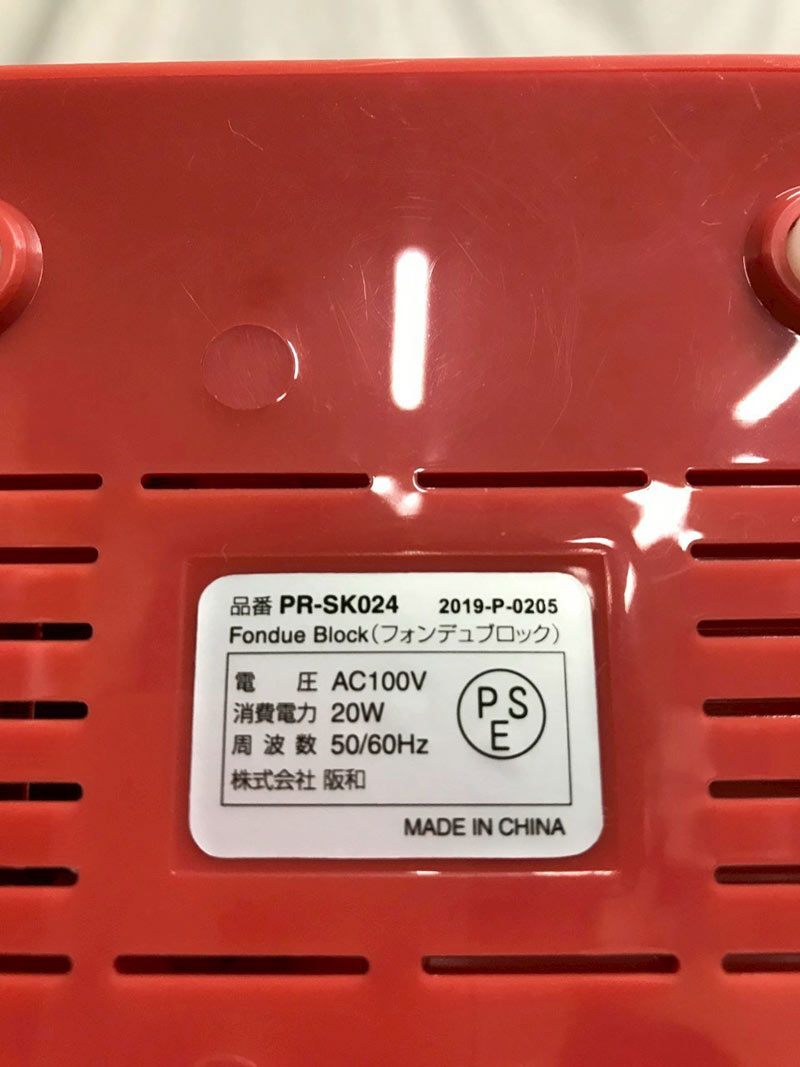 品番 PR-SK024 2019-P-0205
Fondue Block(フォンデュブロック)
電 圧 AC100V
消費電力 20W
周波数 50/60Hz
PSE
株式会社 阪和
MADE IN CHINA